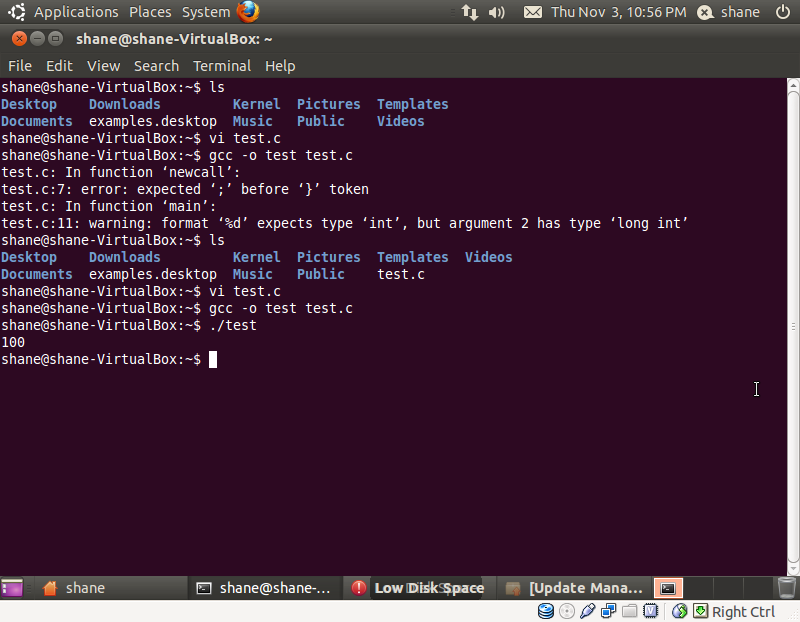 Applications Places System Thu Nov 3, 10:56 PM shane
shane@shane-VirtualBox: ~
File Edit View Search Terminal Help
shane@shane-VirtualBox:~$ ls
Desktop Downloads Kernel Pictures Templates
Documents examples.desktop Music Public Videos
shane@shane-VirtualBox:~$ vi test.c
shane@shane-VirtualBox:~$ gcc -o test test.c
test.c: In function ‘newcall’:
test.c:7: error: expected ‘;’ before ‘}’ token
test.c: In function ‘main’:
test.c:11: warning: format ‘%d’ expects type ‘int’, but argument 2 has type ‘long int’
shane@shane-VirtualBox:~$ ls
Desktop Downloads Kernel Pictures Templates Videos
Documents examples.desktop Music Public test.c
shane@shane-VirtualBox:~$ vi test.c
shane@shane-VirtualBox:~$ gcc -o test test.c
shane@shane-VirtualBox:~$ ./test
100
shane@shane-VirtualBox:~$
shane shane@shane-... Low Disk Space [Update Mana...
Right Ctrl